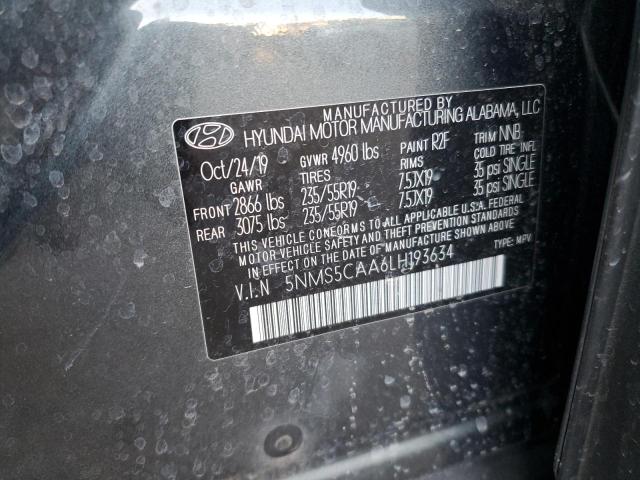 MANUFACTURED BY
HYUNDAI MOTOR MANUFACTURING ALABAMA, LLC
Oct/24/19 GVWR 4960 lbs PAINT R2F TRIM NNB
GAWR TIRES RIMS COLD TIRE INFL
FRONT 2866 lbs 235/55R19 7.5JX19 35 psi SINGLE
REAR 3075 lbs 235/55R19 7.5JX19 35 psi SINGLE
THIS VEHICLE CONFORMS TO ALL APPLICABLE U.S.A. FEDERAL
MOTOR VEHICLE SAFETY AND THEFT PREVENTION STANDARDS
IN EFFECT ON THE DATE OF MANUFACTURE SHOWN ABOVE. TYPE: MPV
V.I.N 5NMS5CAA6LH193634